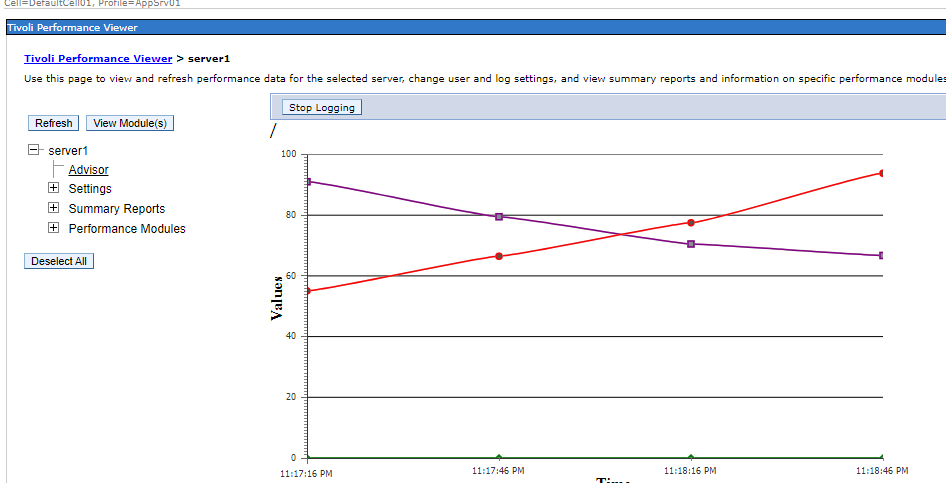 Cell=DefaultCell01, Profile=AppSrv01
Tivoli Performance Viewer
Tivoli Performance Viewer > server1
Use this page to view and refresh performance data for the selected server, change user and log settings, and view summary reports and information on specific performance modules
Stop Logging
Refresh View Module(s)
/
server1
Advisor
Settings
Summary Reports
Performance Modules
Deselect All
Values
100
80
60
40
20
0
11:17:16 PM 11:17:46 PM 11:18:16 PM 11:18:46 PM
Time